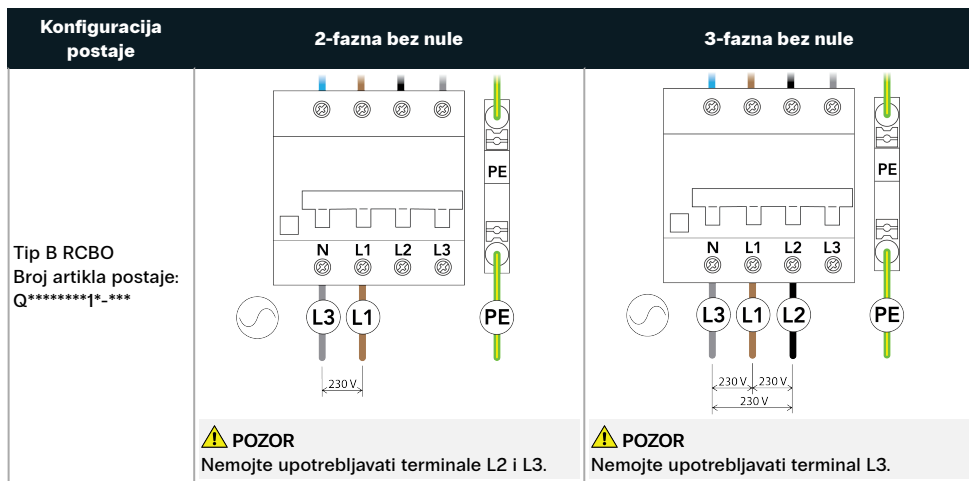 Konfiguracija
postaje
2-fazna bez nule
3-fazna bez nule
Tip B RCBO
Broj artikla postaje:
Q********1*-***
PE
N L1 L2 L3
L3 L1 PE
230 V
POZOR
Nemojte upotrebljavati terminale L2 i L3.
PE
N L1 L2 L3
L3 L1 L2 PE
230 V 230 V
230 V
POZOR
Nemojte upotrebljavati terminal L3.